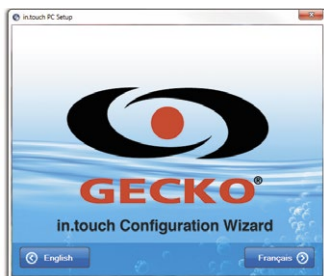 in.touch PC Setup
GECKO®
in.touch Configuration Wizard
English
Français